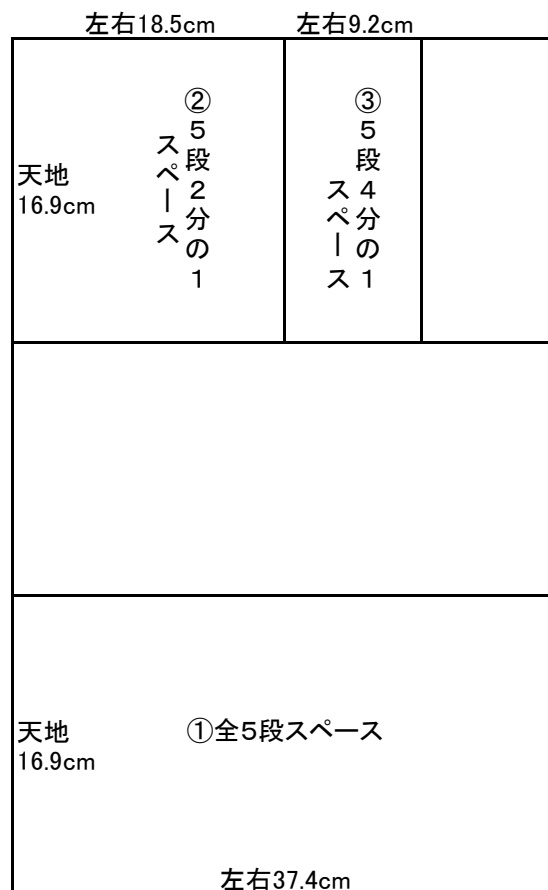 左右18.5cm
左右9.2cm
天地
16.9cm
②5段2分の1
スペース
③5段4分の1
スペース
天地
16.9cm
①全5段スペース
左右37.4cm